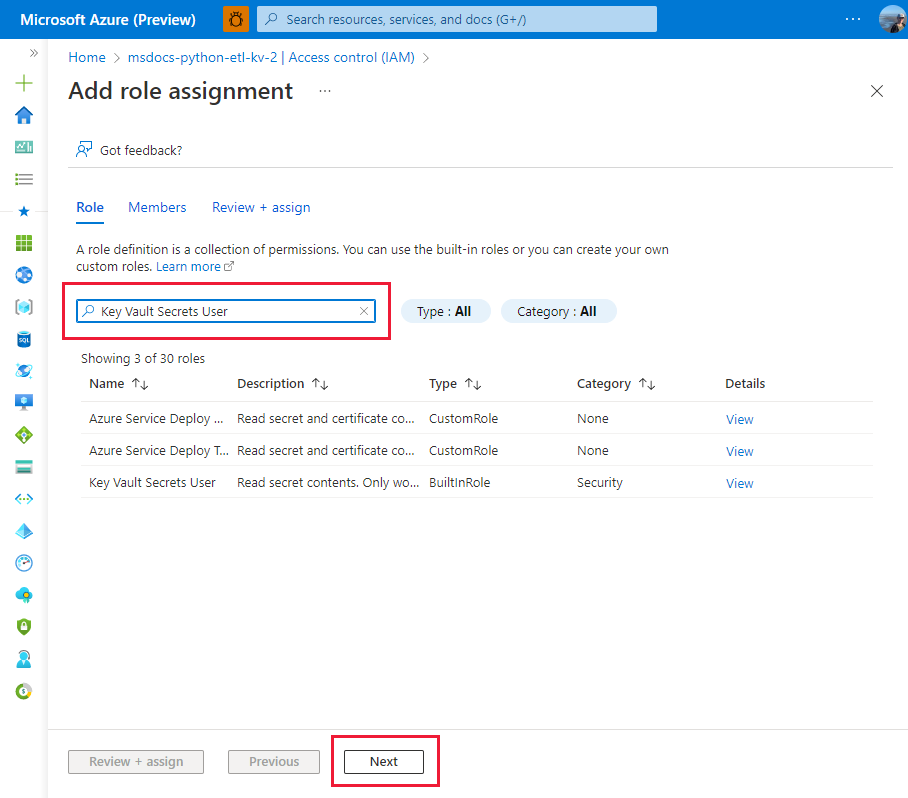 Microsoft Azure (Preview)
Search resources, services, and docs (G+/)
Home > msdocs-python-etl-kv-2 | Access control (IAM) >
Add role assignment ...
Got feedback?
Role Members Review + assign
A role definition is a collection of permissions. You can use the built-in roles or you can create your own
custom roles. Learn more
Key Vault Secrets User
Type : All Category : All
Showing 3 of 30 roles
Name Description Type Category Details
Azure Service Deploy ... Read secret and certificate co... CustomRole None View
Azure Service Deploy T... Read secret and certificate co... CustomRole None View
Key Vault Secrets User Read secret contents. Only wo... BuiltInRole Security View
Review + assign Previous Next